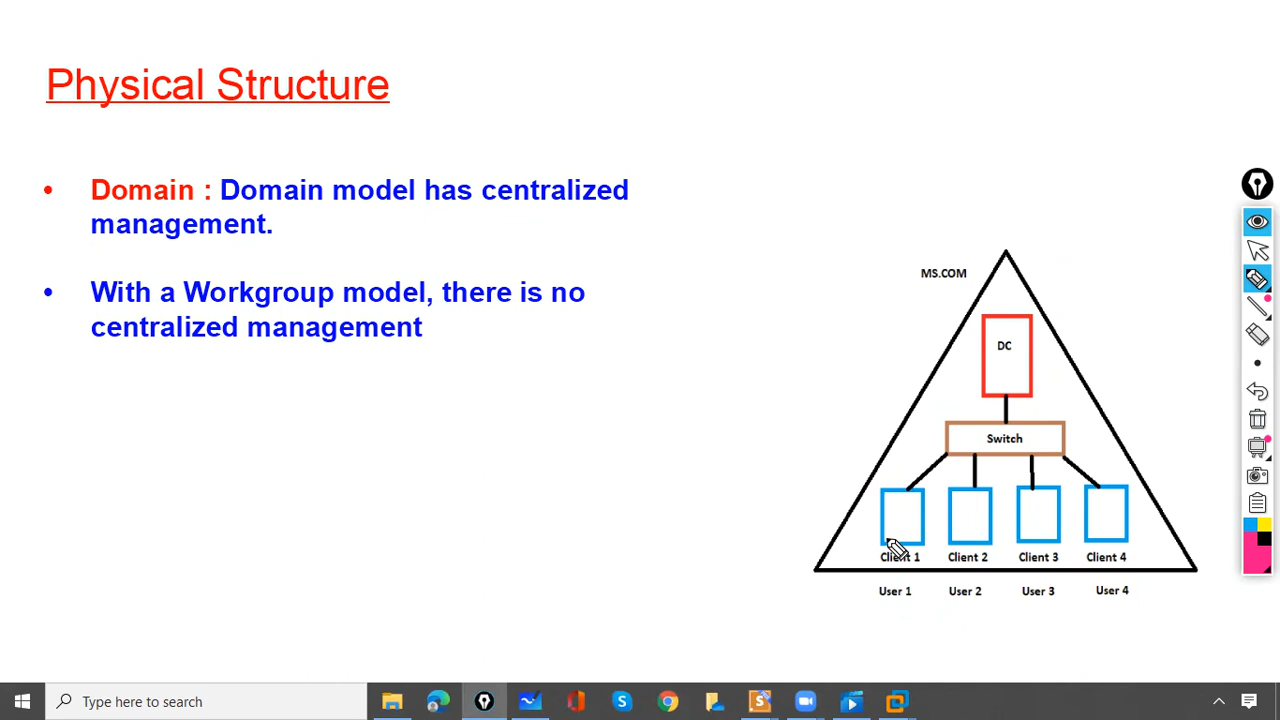 Physical Structure
• Domain : Domain model has centralized
management.
• With a Workgroup model, there is no
centralized management
MS.COM
DC
Switch
Client 1 Client 2 Client 3 Client 4
User 1 User 2 User 3 User 4
Type here to search